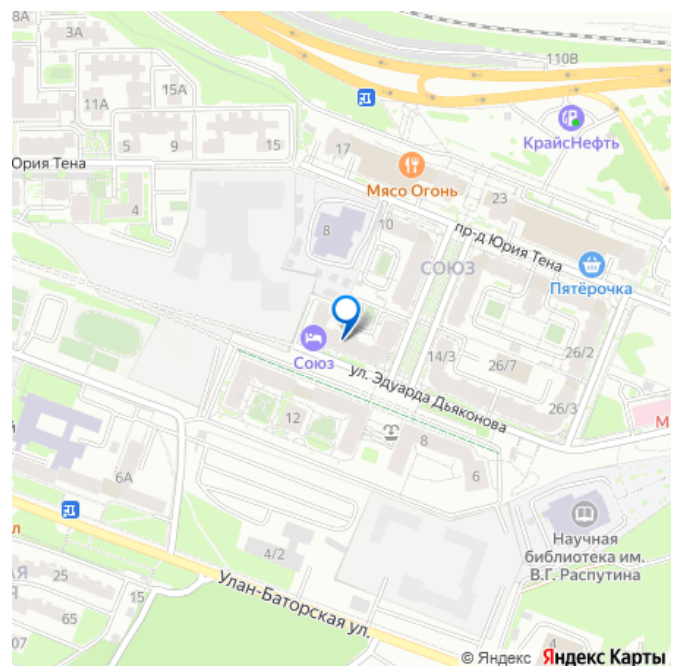 3А
110В
15А
11А
КрайсНефть
5
9
15
17
Юрия Тена
Мясо Огонь
23
4
8
10
пр-д Юрия Тена
СОЮЗ
Пятёрочка
Союз
14/3
26/7
26/2
ул. Эдуарда Дьяконова
26/3
12
8
М
й
6А
6
л
Научная
библиотека им.
В.Г. Распутина
4/2
АЯ
25
Я
15
65
Улан-Баторская ул.
07
4
© Яндекс Яндекс Карты